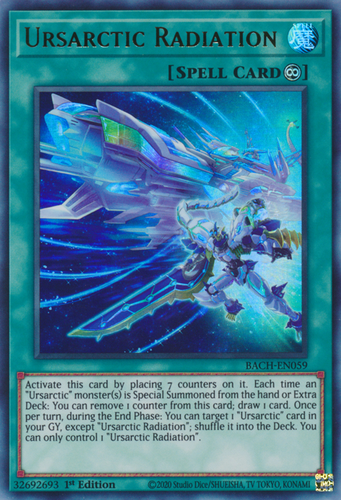 URSARCTIC RADIATION
SPELL
魔
[SPELL CARD]
BACH-EN059
Activate this card by placing 7 counters on it. Each time an
"Ursarctic" monster(s) is Special Summoned from the hand or Extra
Deck: You can remove 1 counter from this card; draw 1 card. Once
per turn, during the End Phase: You can target 1 "Ursarctic" card in
your GY, except "Ursarctic Radiation"; shuffle it into the Deck. You
can only control 1 "Ursarctic Radiation".
32692693 1st Edition ©2020 Studio Dice/SHUEISHA, TV TOKYO, KONAMI